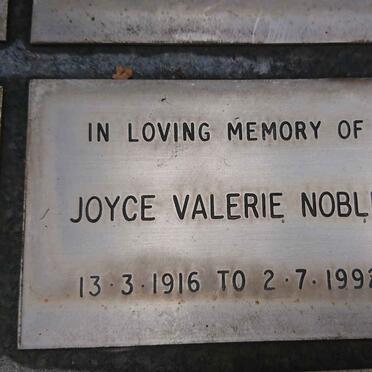 IN LOVING MEMORY OF
JOYCE VALERIE NOBL
13·3·1916 TO 2·7·199